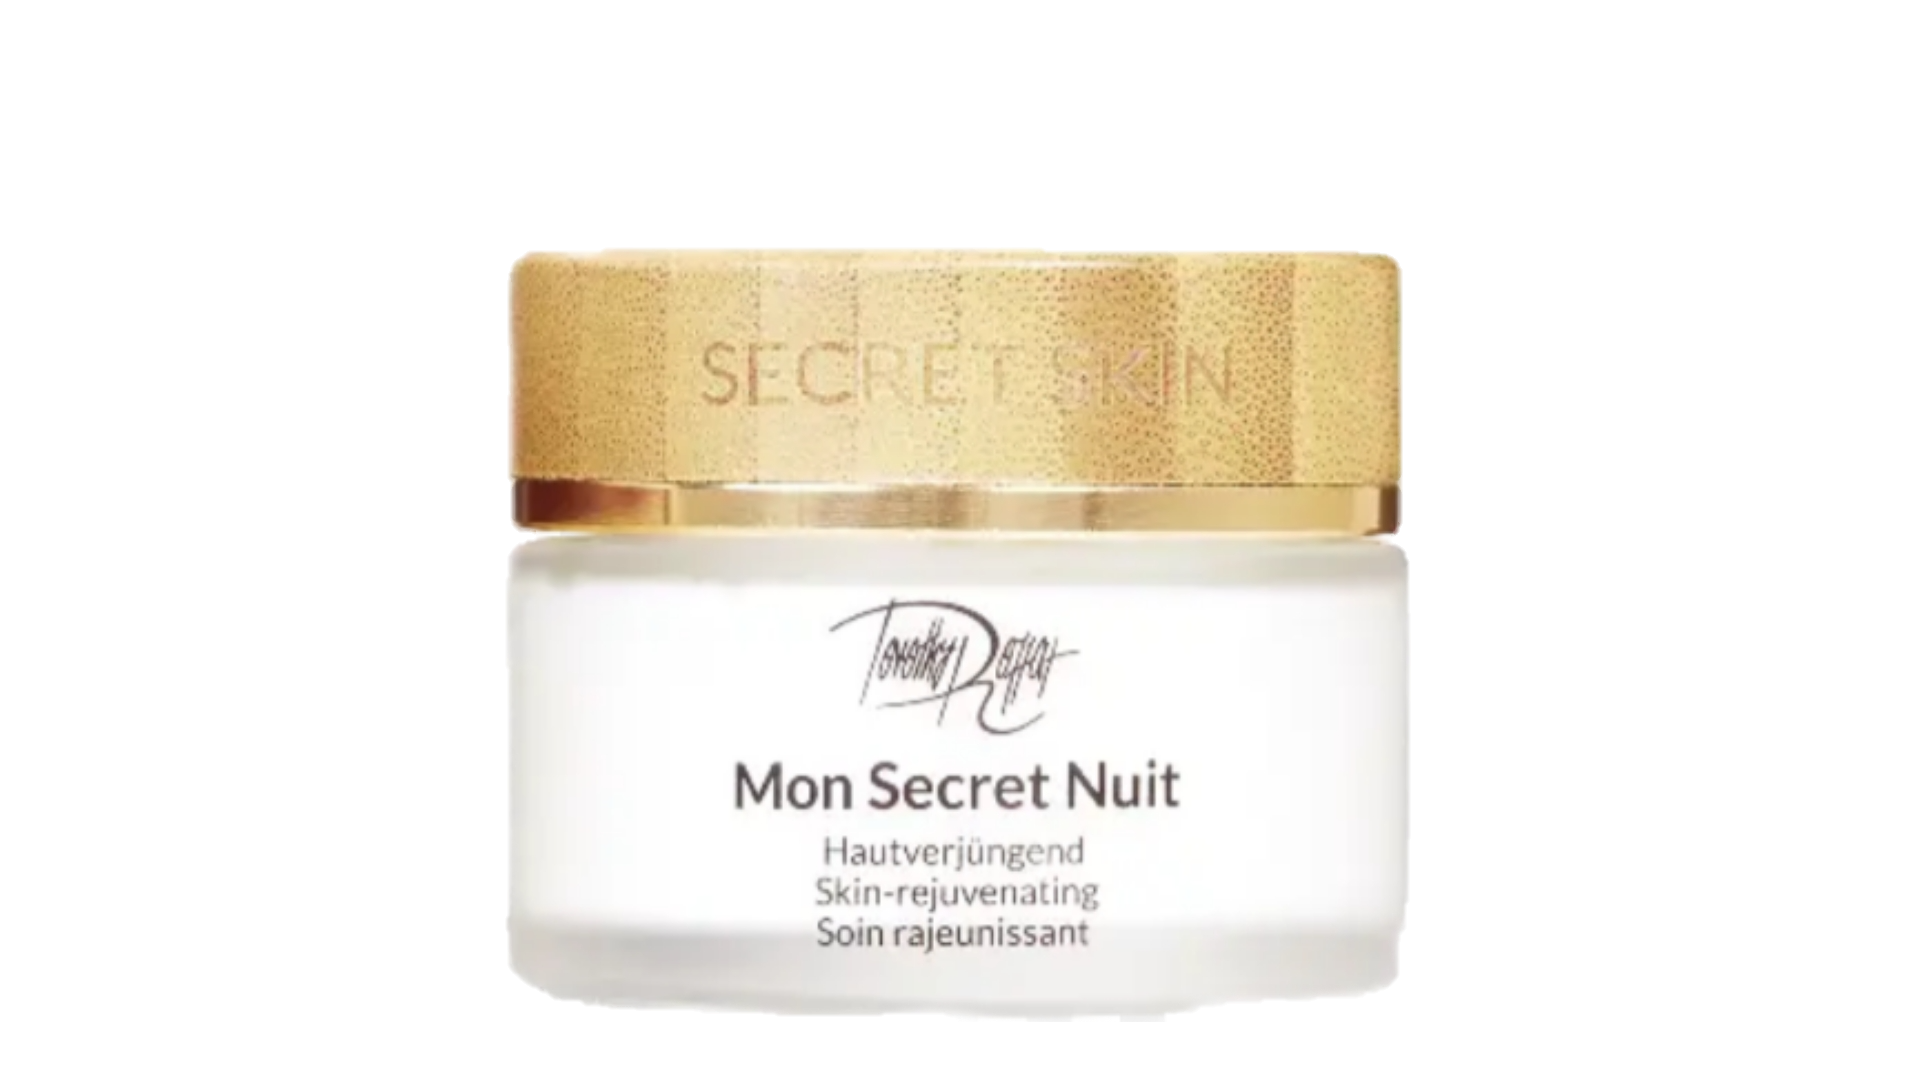 SECRET SKIN
Mon Secret Nuit
Hautverjüngend
Skin-rejuvenating
Soin rajeunissant